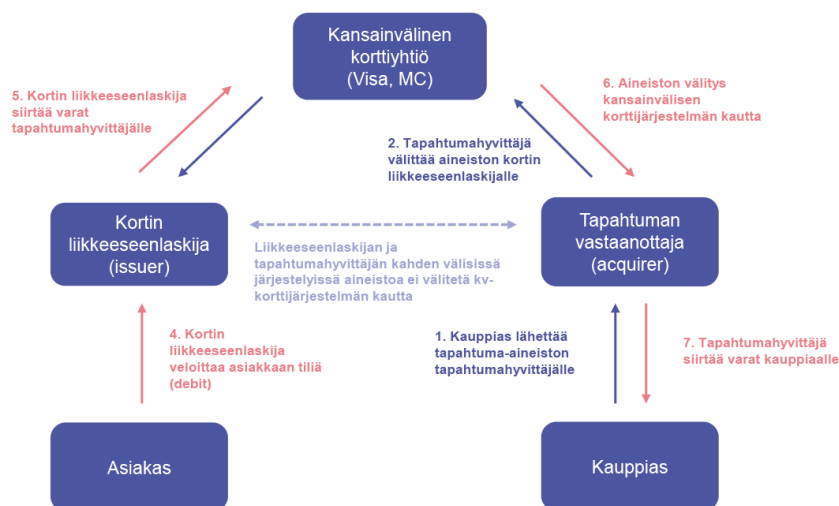 Kansainvälinen
korttiyhtiö
(Visa, MC)
5. Kortin liikkeeseenlaskija
siirtää varat
tapahtumahyvittäjälle
6. Aineiston välitys
kansainvälisen
korttijärjestelmän kautta
2. Tapahtumahyvittäjä
välittää aineiston kortin
liikkeeseenlaskijalle
Kortin
liikkeeseenlaskija
(issuer)
Tapahtuman
vastaanottaja
(acquirer)
Liikkeeseenlaskijan ja
tapahtumahyvittäjän kahden välisissä
järjestelyissä aineistoa ei välitetä kv-
korttijärjestelmän kautta
4. Kortin
liikkeeseenlaskija
veloittaa asiakkaan tiliä
(debit)
1. Kauppias lähettää
tapahtuma-aineiston
tapahtumahyvittäjälle
7. Tapahtumahyvittäjä
siirtää varat kauppiaalle
Asiakas
Kauppias